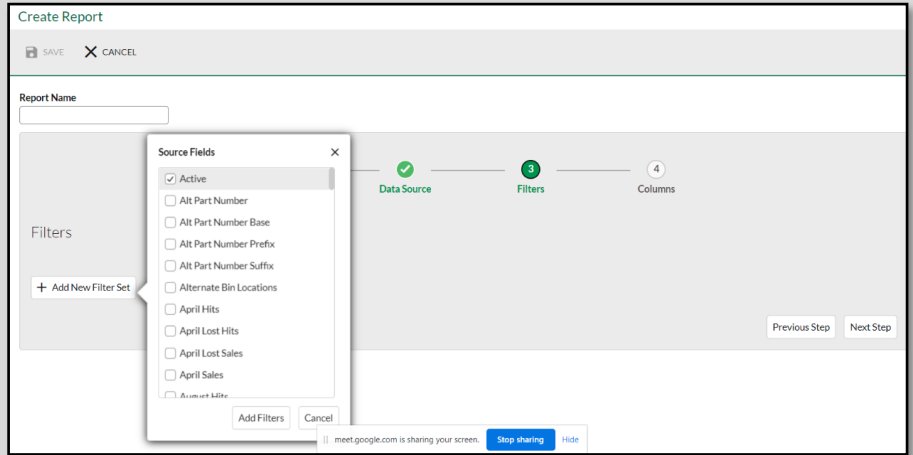 Create Report
SAVE CANCEL
Report Name
Source Fields
Active
Alt Part Number
Alt Part Number Base
Alt Part Number Prefix
Alt Part Number Suffix
Alternate Bin Locations
April Hits
April Lost Hits
April Lost Sales
April Sales
August Hits
Add Filters Cancel
Data Source
3
Filters
4
Columns
Filters
+ Add New Filter Set
Previous Step Next Step
meet.google.com is sharing your screen. Stop sharing Hide